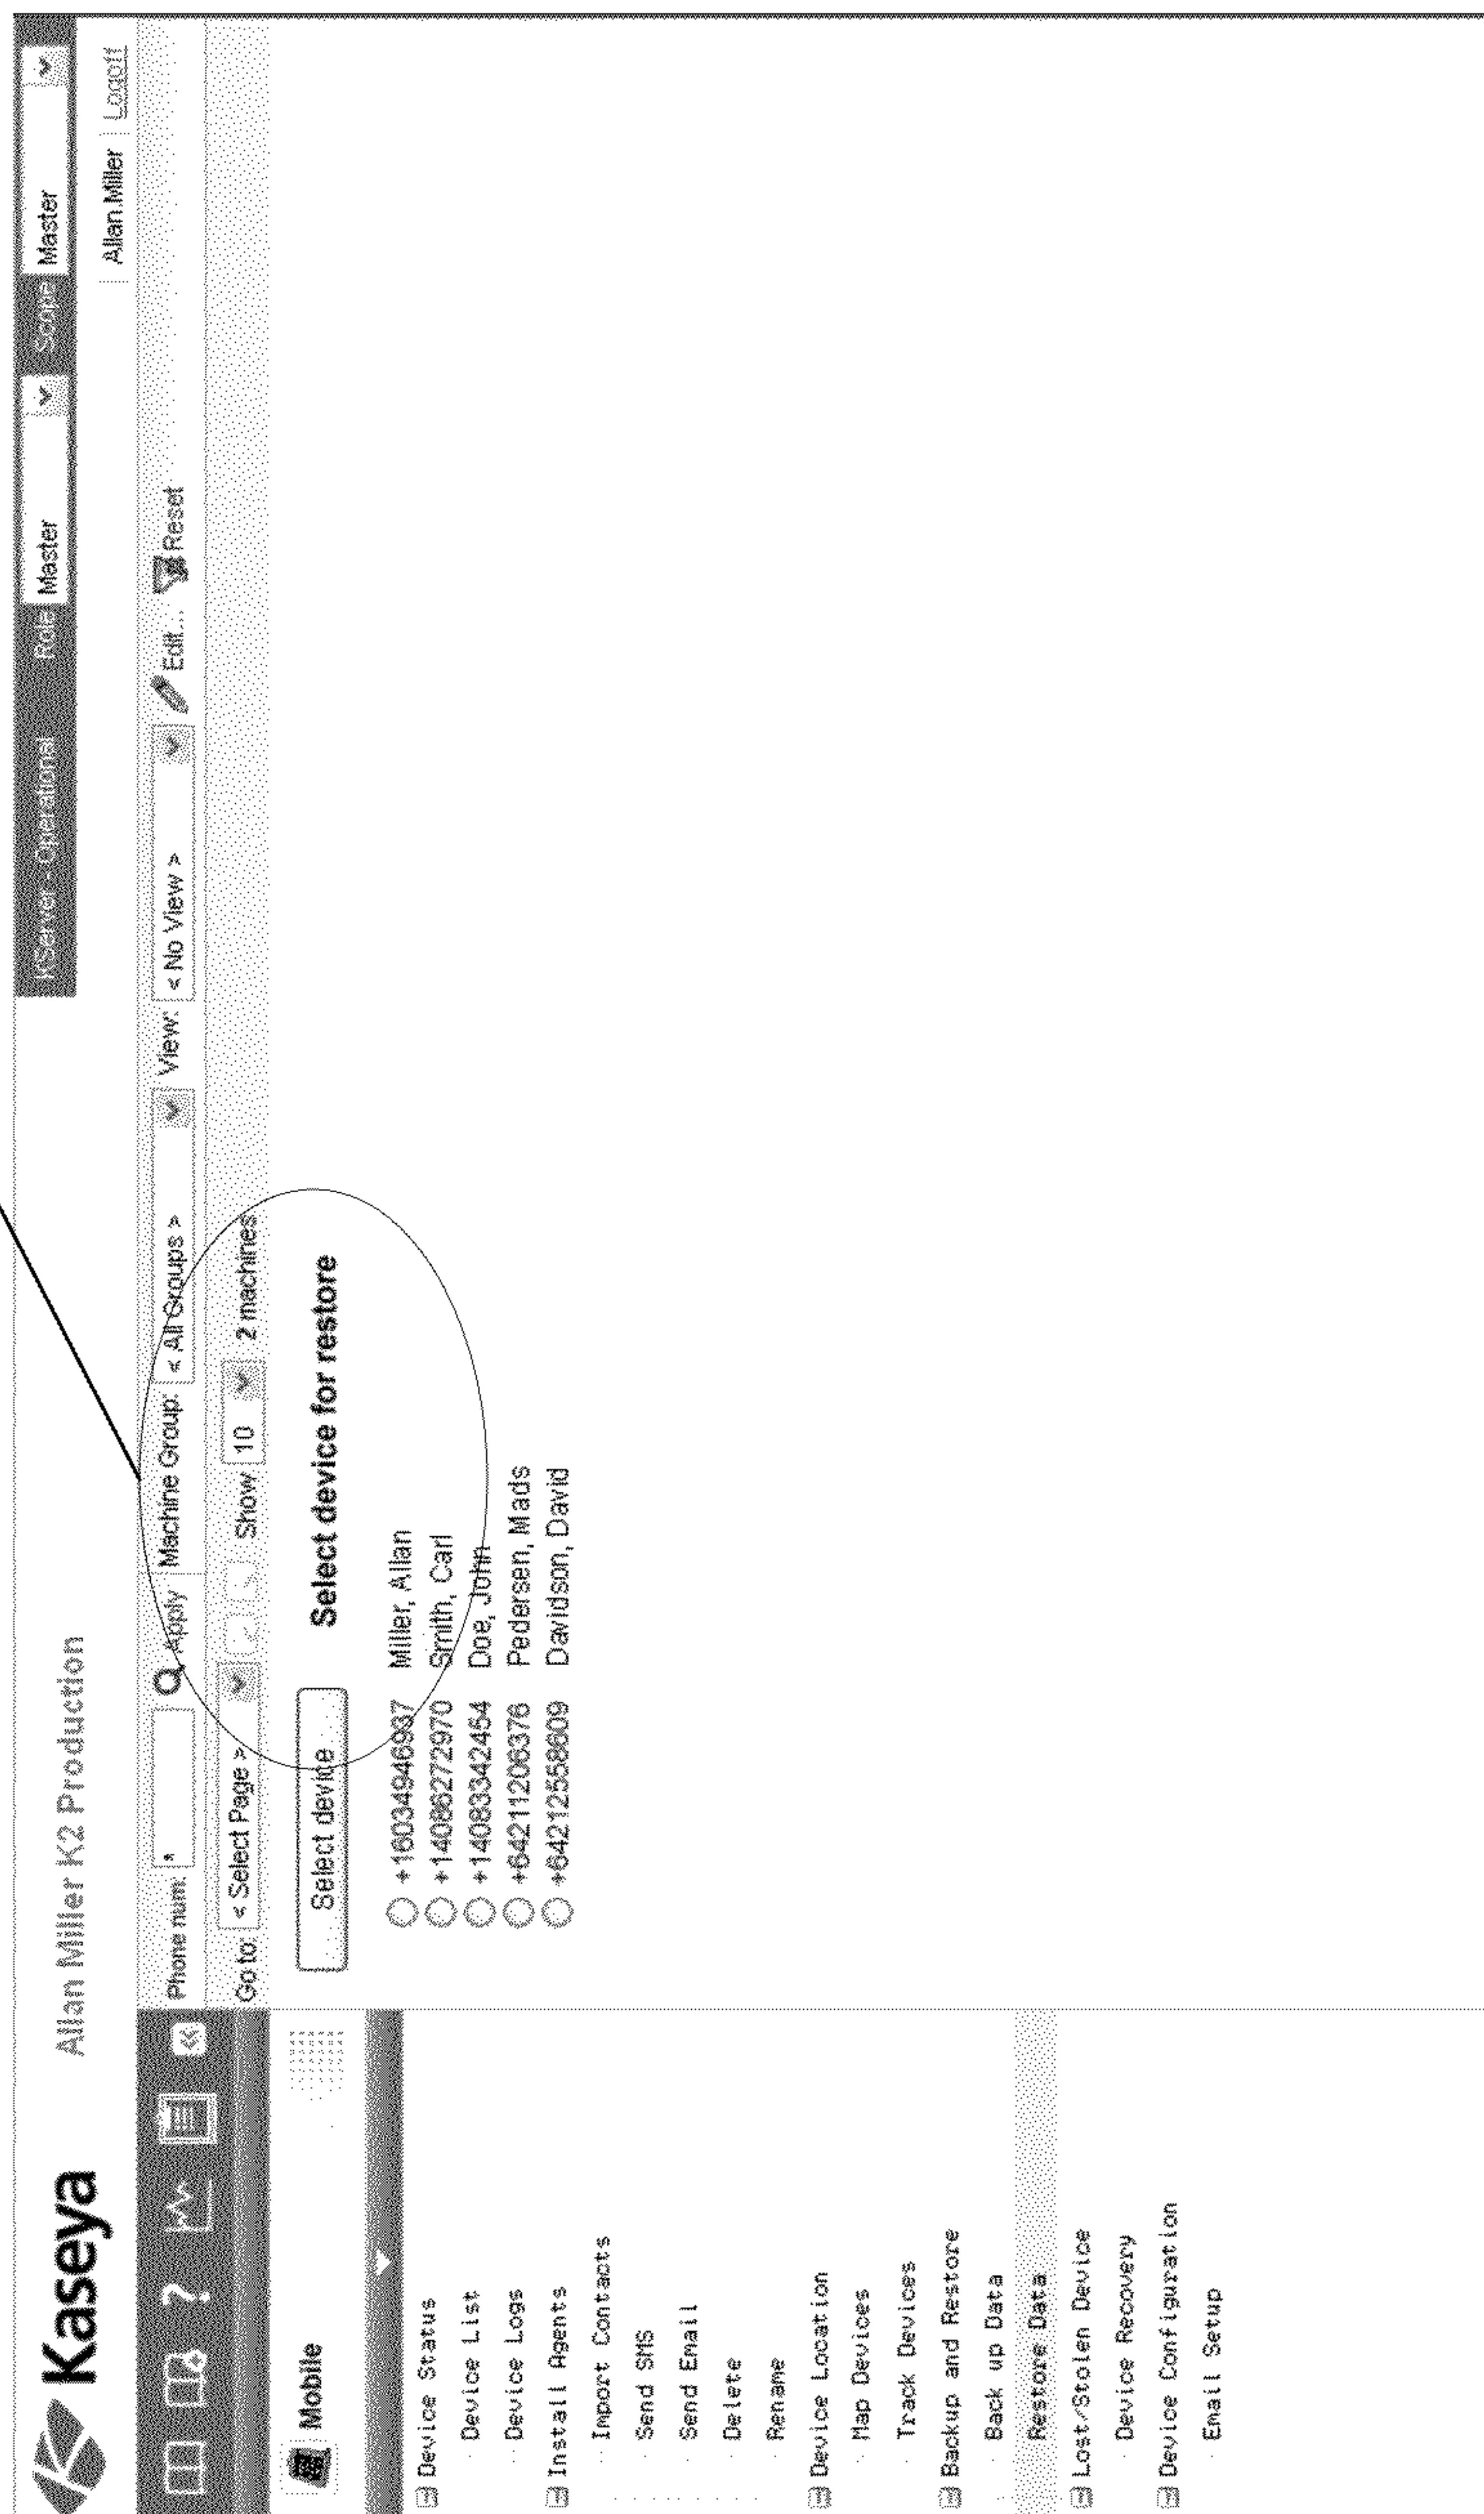 Kaseya
Allan Miller K2 Production
KServer - Operational Role Master Scope Master
Allan.Miller Logoff
Phone num: * Apply Machine Group: < All Groups > View: < No View > Edit... Reset
Go to: < Select Page > Show 10 2 machines
Mobile
Select device Select device for restore
Device Status
Device List
Device Logs
Install Agents
Import Contacts
Send SMS
Send Email
Delete
Rename
Device Location
Map Devices
Track Devices
Backup and Restore
Back up Data
Restore Data
Lost/Stolen Device
Device Recovery
Device Configuration
Email Setup
+16034946937 Miller, Allan
+14086272970 Smith, Carl
+14083342454 Doe, John
+6421206376 Pedersen, Mads
+64212558609 Davidson, David